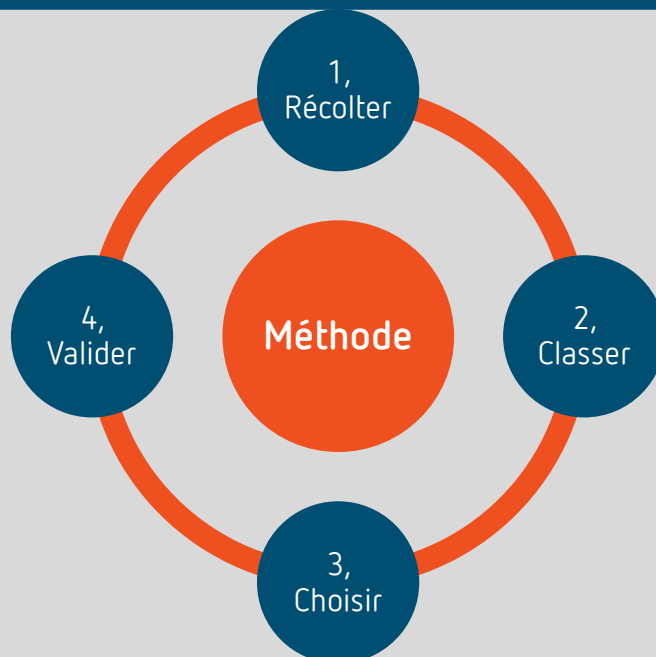 1,
Récolter
Méthode
2,
Classer
3,
Choisir
4,
Valider